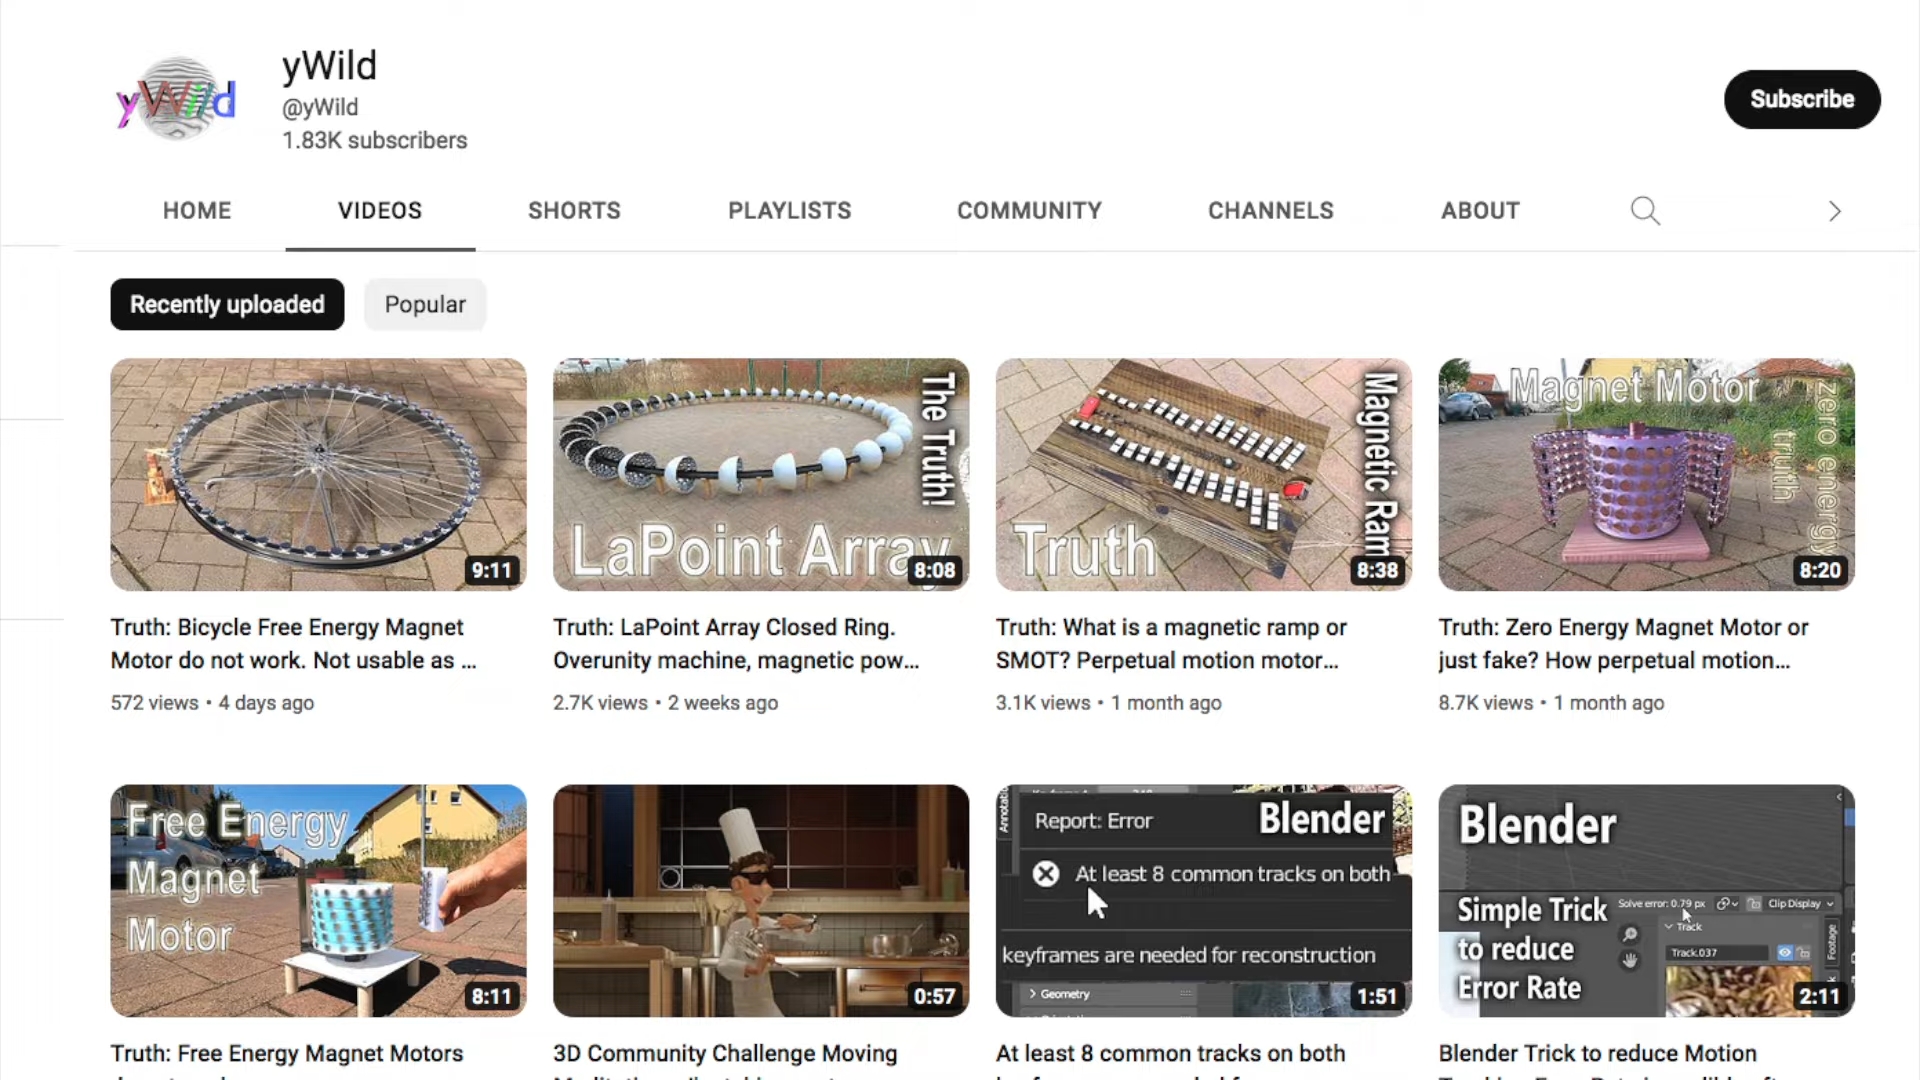 yWild
yWild
@yWild
1.83K subscribers
Subscribe
HOME
VIDEOS
SHORTS
PLAYLISTS
COMMUNITY
CHANNELS
ABOUT
Recently uploaded
Popular
9:11
The Truth!
LaPoint Array
8:08
Magnetic Ram
Truth
8:38
Magnet Motor
zero energy
truth
8:20
Truth: Bicycle Free Energy Magnet
Motor do not work. Not usable as ...
572 views • 4 days ago
Truth: LaPoint Array Closed Ring.
Overunity machine, magnetic pow...
2.7K views • 2 weeks ago
Truth: What is a magnetic ramp or
SMOT? Perpetual motion motor...
3.1K views • 1 month ago
Truth: Zero Energy Magnet Motor or
just fake? How perpetual motion...
8.7K views • 1 month ago
Free Energy
Magnet
Motor
8:11
0:57
Report: Error
Blender
At least 8 common tracks on both
keyframes are needed for reconstruction
Geometry
1:51
Blender
Simple Trick
to reduce
Error Rate
Solve error: 0.79 px
Clip Display
Track
Track.037
Footage
2:11
Truth: Free Energy Magnet Motors
3D Community Challenge Moving
At least 8 common tracks on both
Blender Trick to reduce Motion